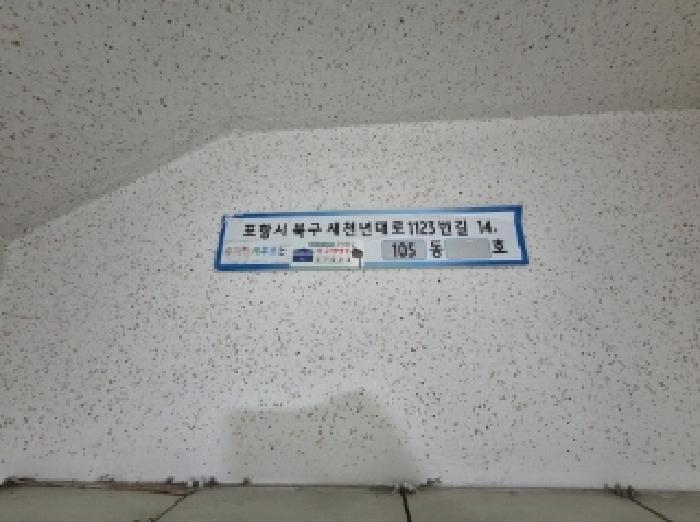 포항시 북구 새천년대로1123번길 14,
105 동 호